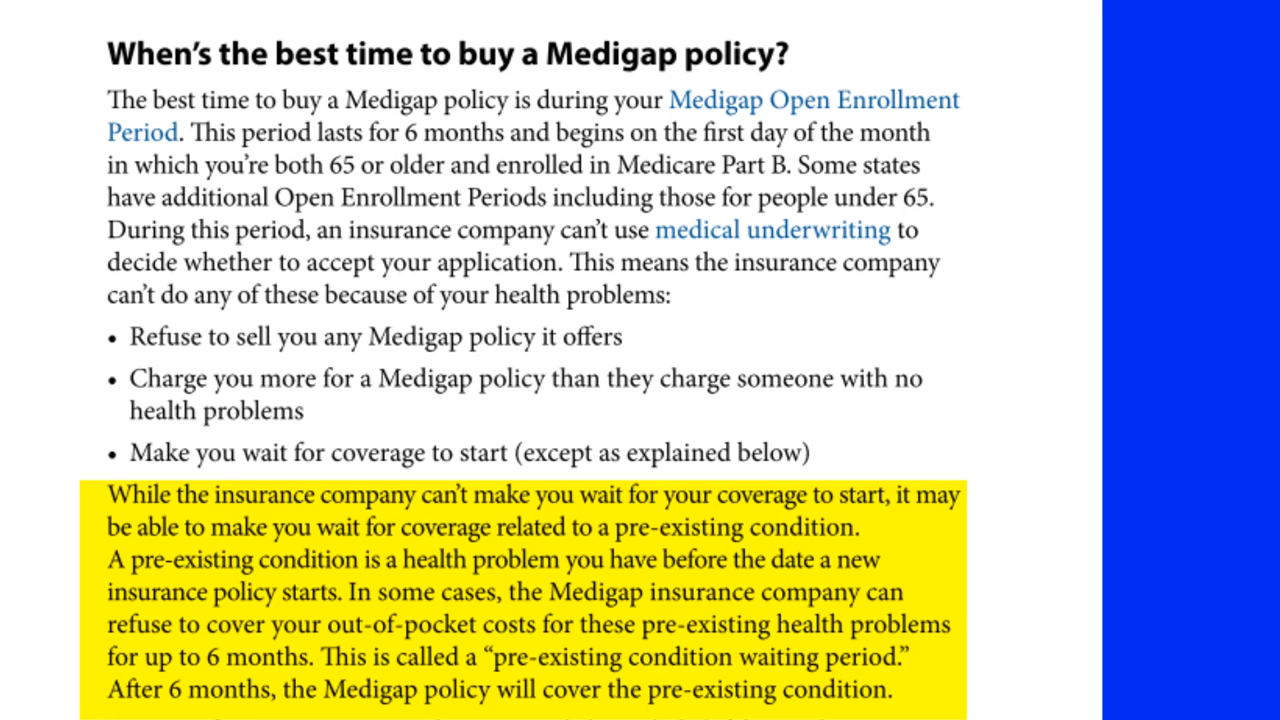 When's the best time to buy a Medigap policy?
The best time to buy a Medigap policy is during your Medigap Open Enrollment
Period. This period lasts for 6 months and begins on the first day of the month
in which you're both 65 or older and enrolled in Medicare Part B. Some states
have additional Open Enrollment Periods including those for people under 65.
During this period, an insurance company can't use medical underwriting to
decide whether to accept your application. This means the insurance company
can't do any of these because of your health problems:
• Refuse to sell you any Medigap policy it offers
• Charge you more for a Medigap policy than they charge someone with no
health problems
• Make you wait for coverage to start (except as explained below)
While the insurance company can't make you wait for your coverage to start, it may
be able to make you wait for coverage related to a pre-existing condition.
A pre-existing condition is a health problem you have before the date a new
insurance policy starts. In some cases, the Medigap insurance company can
refuse to cover your out-of-pocket costs for these pre-existing health problems
for up to 6 months. This is called a “pre-existing condition waiting period.”
After 6 months, the Medigap policy will cover the pre-existing condition.